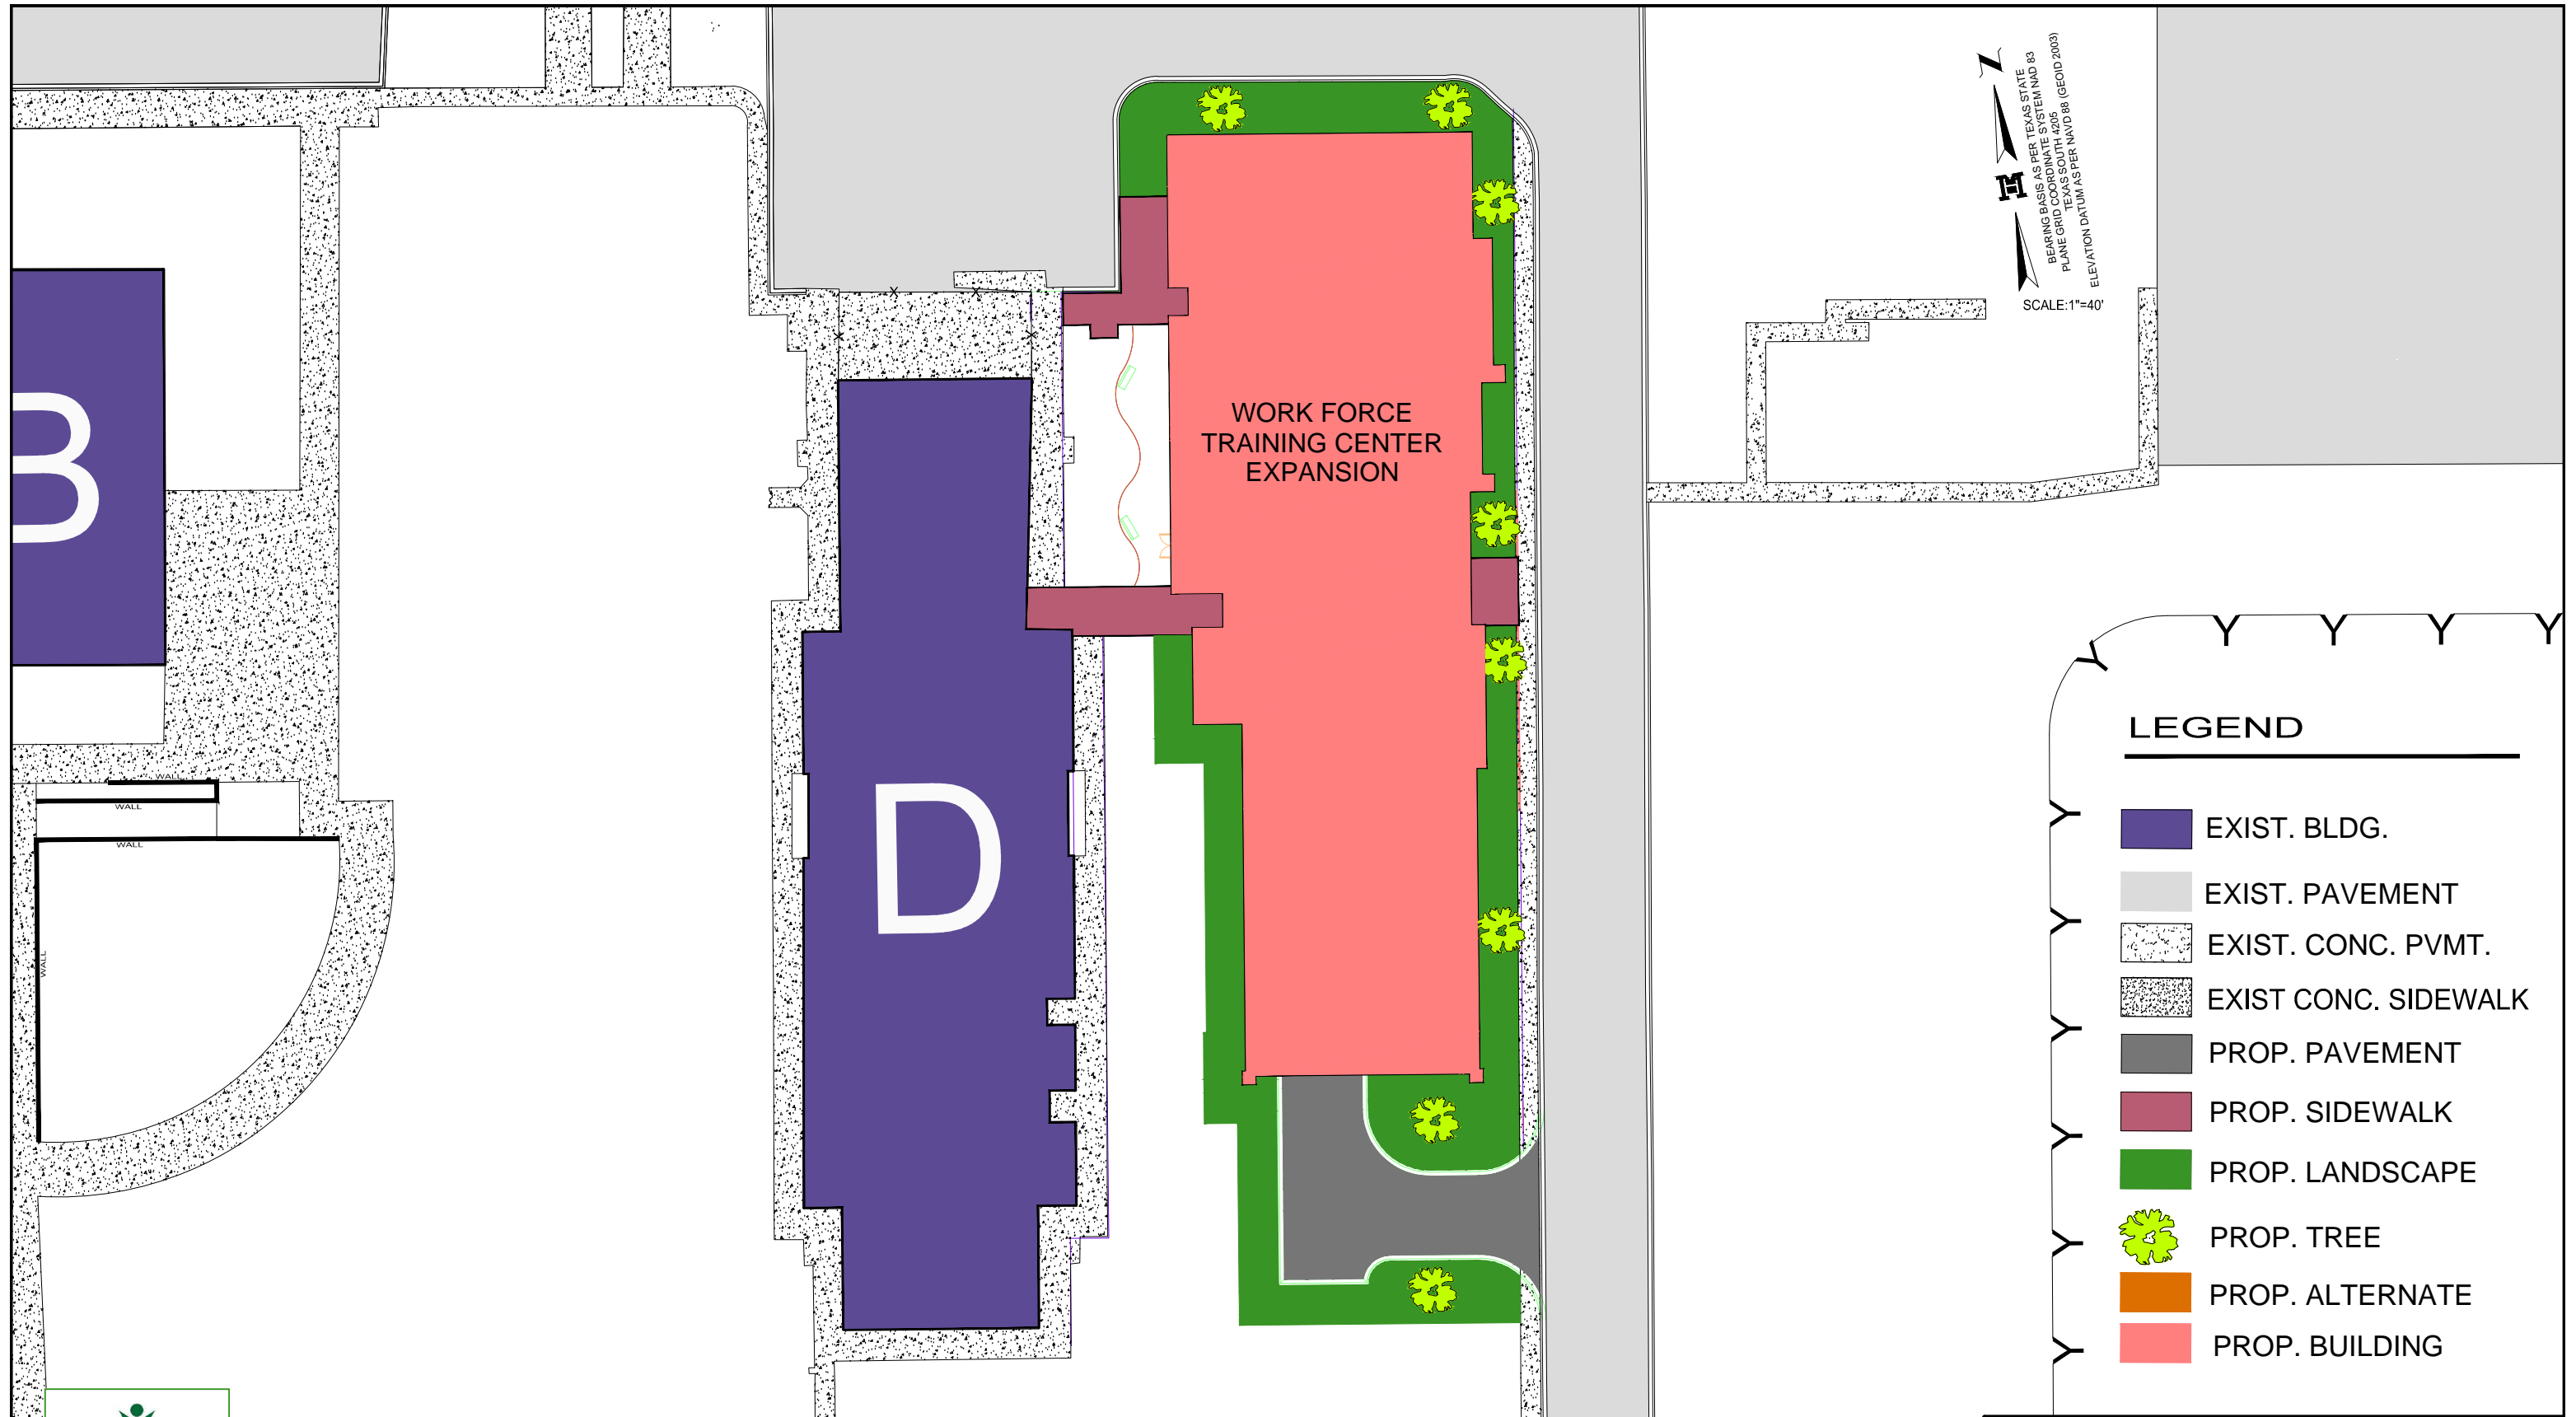 Z
BEARING BASIS AS PER TEXAS STATE
PLANE GRID COORDINATE SYSTEM NAD 83
TEXAS SOUTH 4205
ELEVATION DATUM AS PER NAVD 88 (GEOID 2003)
SCALE:1"=40'
B
WORK FORCE
TRAINING CENTER
EXPANSION
WALL
WALL
WALL
WALL
D
LEGEND
EXIST. BLDG.
EXIST. PAVEMENT
EXIST. CONC. PVMT.
EXIST CONC. SIDEWALK
PROP. PAVEMENT
PROP. SIDEWALK
PROP. LANDSCAPE
PROP. TREE
PROP. ALTERNATE
PROP. BUILDING